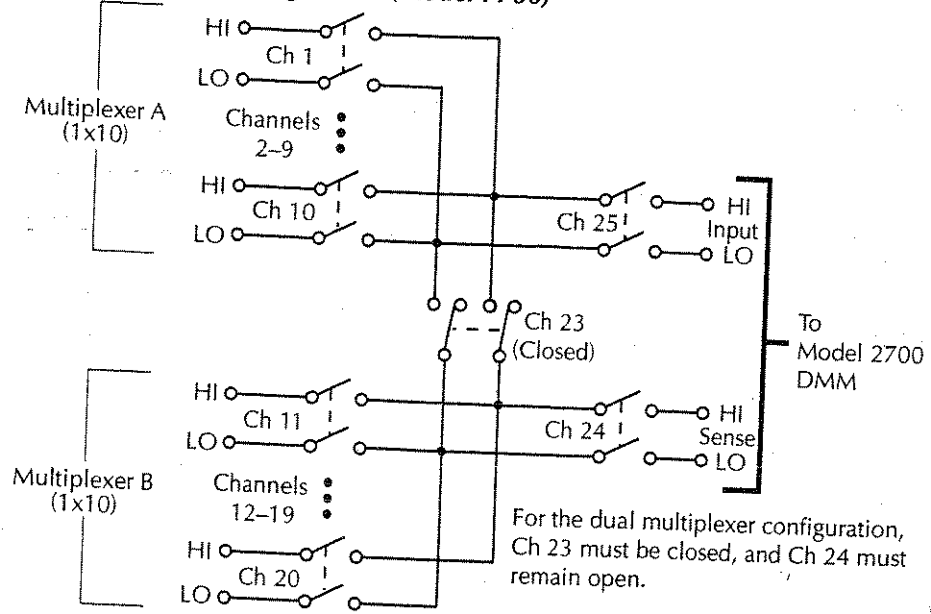 (Model 7700)
HI
Ch 1
LO
Multiplexer A
(1x10)
Channels
2–9
HI
Ch 10
LO
Ch 25
HI
Input
LO
Ch 23
(Closed)
To
Model 2700
DMM
HI
Ch 11
LO
Ch 24
HI
Sense
LO
Multiplexer B
(1x10)
Channels
12–19
HI
Ch 20
LO
For the dual multiplexer configuration,
Ch 23 must be closed, and Ch 24 must
remain open.